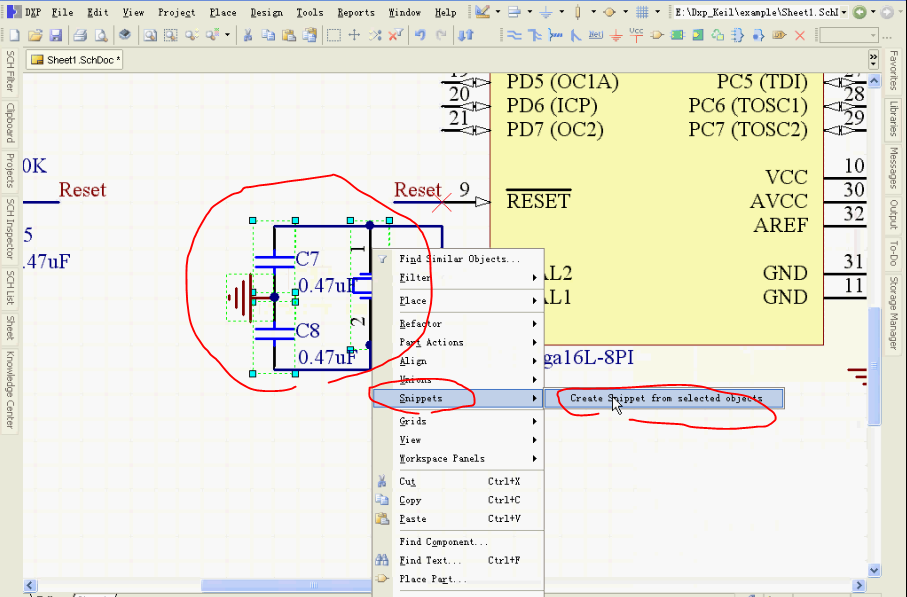 DXP File Edit View Project Place Design Tools Reports Window Help
E:\Dxp_Keil\example\Sheet1.SchI
Vcc
Sheet1.SchDoc *
SCH Filter
Clipboard
Projects
SCH Inspector
SCH List
Sheet
Knowledge Center
Favorites
Libraries
Messages
Output
To-Do
Storage Manager
PD5 (OC1A) PC5 (TDI)
20 PD6 (ICP) PC6 (TOSC1) 28
21 PD7 (OC2) PC7 (TOSC2) 29
0K
Reset
Reset 9 RESET
VCC 10
AVCC 30
AREF 32
GND 31
GND 11
5
.47uF
C7
0.47uF
1
2
C8
0.47uF
AL2
AL1
ga16L-8PI
Find Similar Objects...
Filter
Place
Refactor
Part Actions
Align
Unions
Snippets
Create Snippet from selected objects
Grids
View
Workspace Panels
Cut Ctrl+X
Copy Ctrl+C
Paste Ctrl+V
Find Component...
Find Text... Ctrl+F
Place Part...